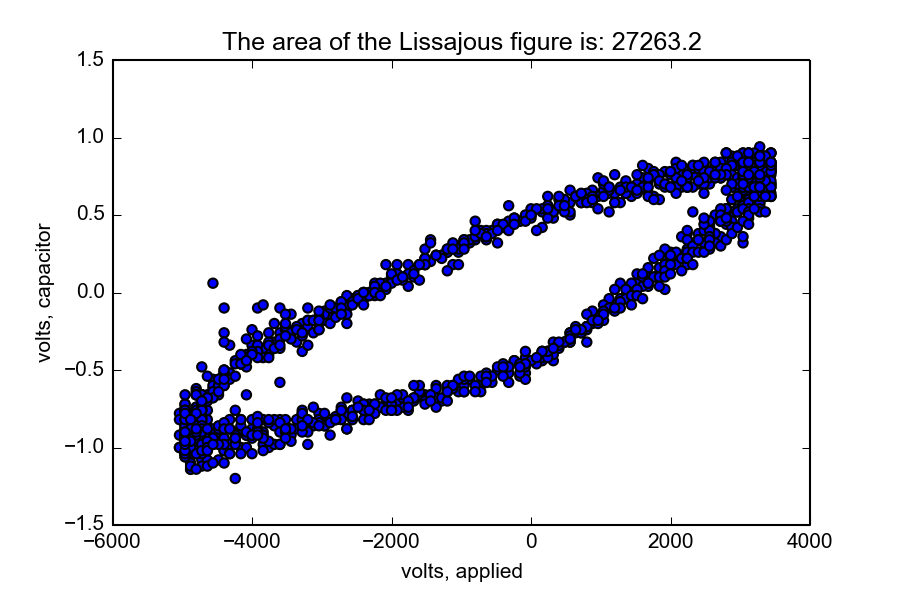 The area of the Lissajous figure is: 27263.2
1.5
1.0
0.5
0.0
−0.5
−1.0
−1.5
volts, capacitor
−6000 −4000 −2000 0 2000 4000
volts, applied